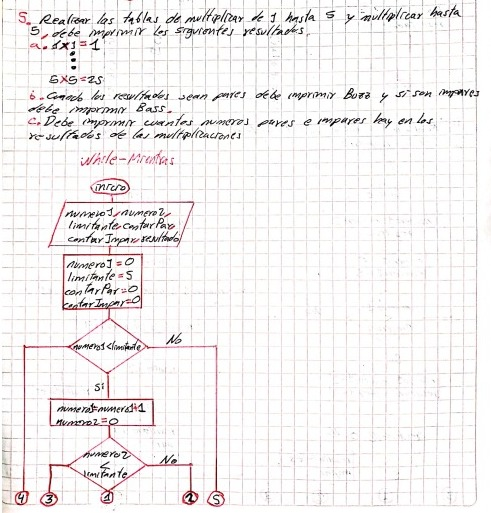 5. Realizar las tablas de multiplicar de 1 hasta 5 y multiplicar hasta
5, debe imprimir los siguientes resultados.
a. 1x1=1
5x5=25
b. Cuando los resultados sean pares debe imprimir Buzz y si son impares
debe imprimir Bass.
c. Debe imprimir cuantos numeros pares e impares hay en los
resultados de las multiplicaciones
While-Mientras
inicio
numero1, numero2,
limitante, contarPar,
contarImpar, resultado
numero1=0
limitante=5
contarPar=0
contarImpar=0
numero1<limitante
No
Si
numero1=numero1+1
numero2=0
numero2
<
limitante
No
4 3 1 2 5